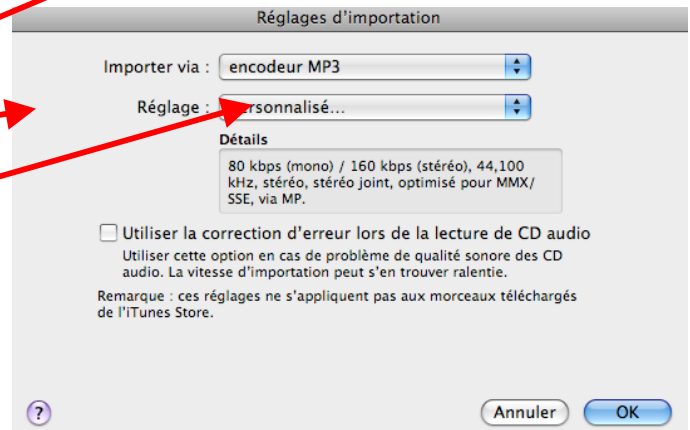 Réglages d'importation
Importer via : encodeur MP3
Réglage : Personnalisé...
Détails
80 kbps (mono) / 160 kbps (stéréo), 44,100
kHz, stéréo, stéréo joint, optimisé pour MMX/
SSE, via MP.
Utiliser la correction d'erreur lors de la lecture de CD audio
Utiliser cette option en cas de problème de qualité sonore des CD
audio. La vitesse d'importation peut s'en trouver ralentie.
Remarque : ces réglages ne s'appliquent pas aux morceaux téléchargés
de l'iTunes Store.
? Annuler OK